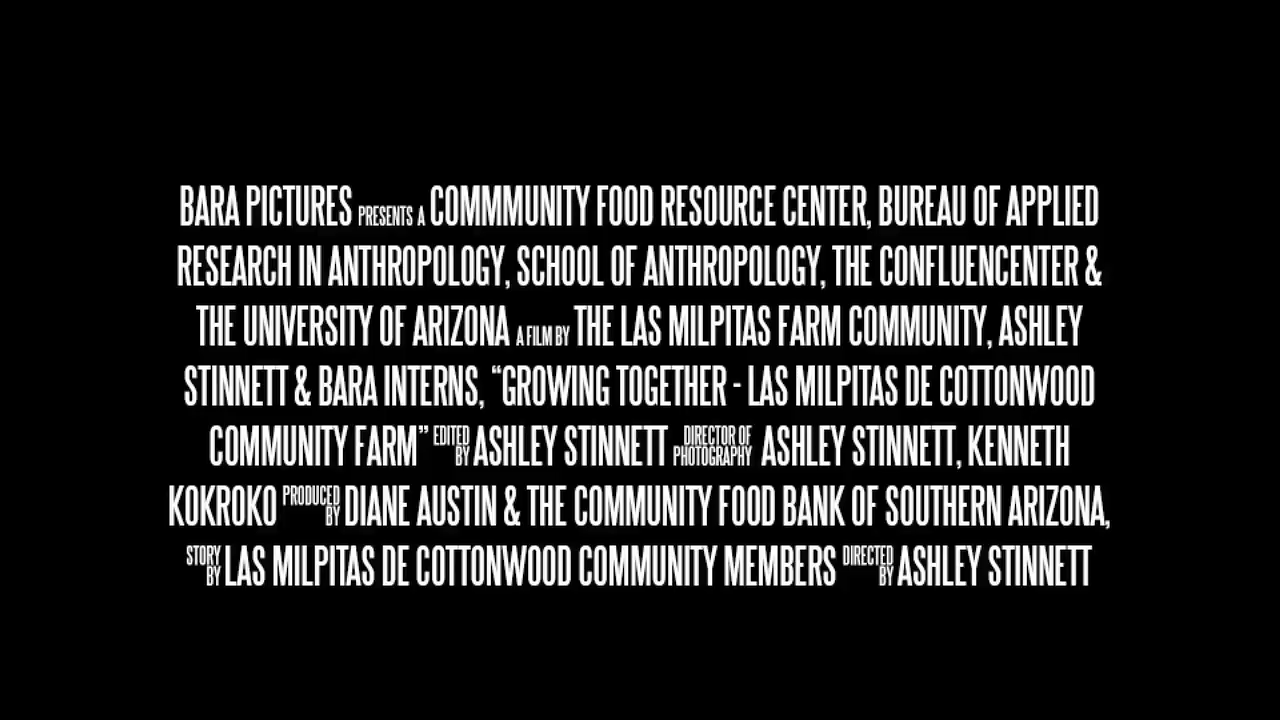 BARA PICTURES PRESENTS A COMMMUNITY FOOD RESOURCE CENTER, BUREAU OF APPLIED
RESEARCH IN ANTHROPOLOGY, SCHOOL OF ANTHROPOLOGY, THE CONFLUENCENTER &
THE UNIVERSITY OF ARIZONA A FILM BY THE LAS MILPITAS FARM COMMUNITY, ASHLEY
STINNETT & BARA INTERNS, “GROWING TOGETHER - LAS MILPITAS DE COTTONWOOD
COMMUNITY FARM” EDITED BY ASHLEY STINNETT DIRECTOR OF PHOTOGRAPHY ASHLEY STINNETT, KENNETH
KOKROKO PRODUCED BY DIANE AUSTIN & THE COMMUNITY FOOD BANK OF SOUTHERN ARIZONA,
STORY BY LAS MILPITAS DE COTTONWOOD COMMUNITY MEMBERS DIRECTED BY ASHLEY STINNETT